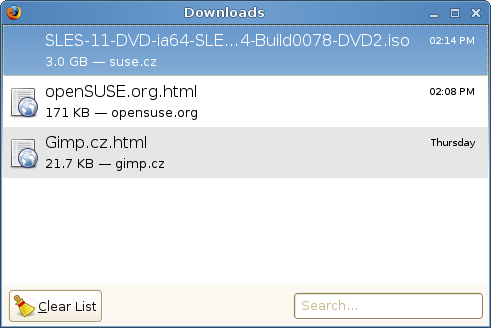 Downloads
SLES-11-DVD-ia64-SLE...4-Build0078-DVD2.iso 02:14 PM
3.0 GB — suse.cz
openSUSE.org.html 02:08 PM
171 KB — opensuse.org
Gimp.cz.html Thursday
21.7 KB — gimp.cz
Clear List Search...